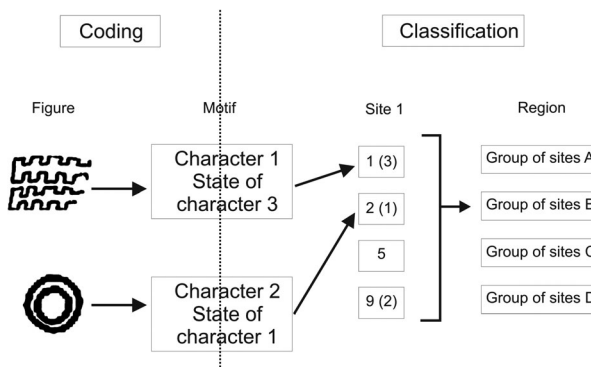 Coding
Classification
Figure
Motif
Site 1
Region
Character 1
State of
character 3
Character 2
State of
character 1
1 (3)
2 (1)
5
9 (2)
Group of sites A
Group of sites B
Group of sites C
Group of sites D